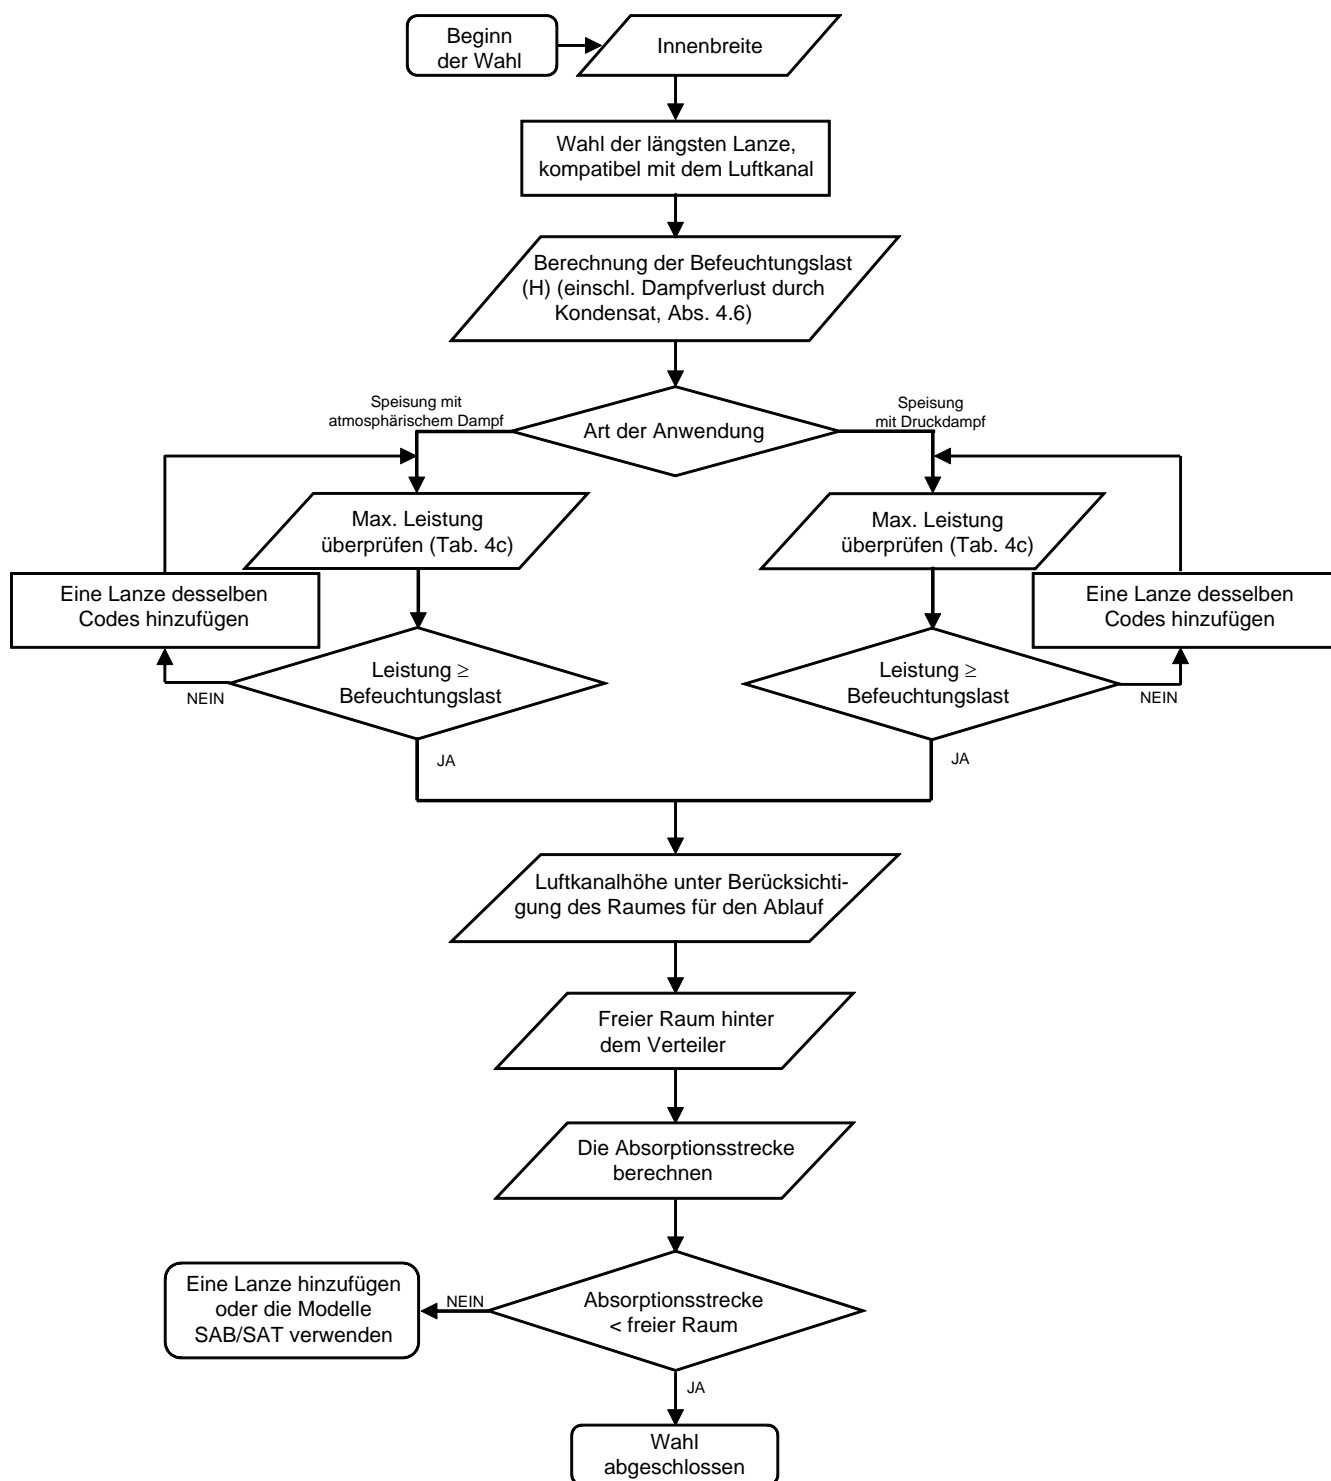 Beginn
der Wahl
Innenbreite
Wahl der längsten Lanze,
kompatibel mit dem Luftkanal
Berechnung der Befeuchtungslast
(H) (einschl. Dampfverlust durch
Kondensat, Abs. 4.6)
Speisung mit
atmosphärischem Dampf
Art der Anwendung
Speisung
mit Druckdampf
Max. Leistung
überprüfen (Tab. 4c)
Max. Leistung
überprüfen (Tab. 4c)
Eine Lanze desselben
Codes hinzufügen
Eine Lanze desselben
Codes hinzufügen
Leistung ≥
Befeuchtungslast
NEIN
Leistung ≥
Befeuchtungslast
NEIN
JA
JA
Luftkanalhöhe unter Berücksichti-
gung des Raumes für den Ablauf
Freier Raum hinter
dem Verteiler
Die Absorptionsstrecke
berechnen
Eine Lanze hinzufügen
oder die Modelle
SAB/SAT verwenden
NEIN
Absorptionsstrecke
< freier Raum
JA
Wahl
abgeschlossen